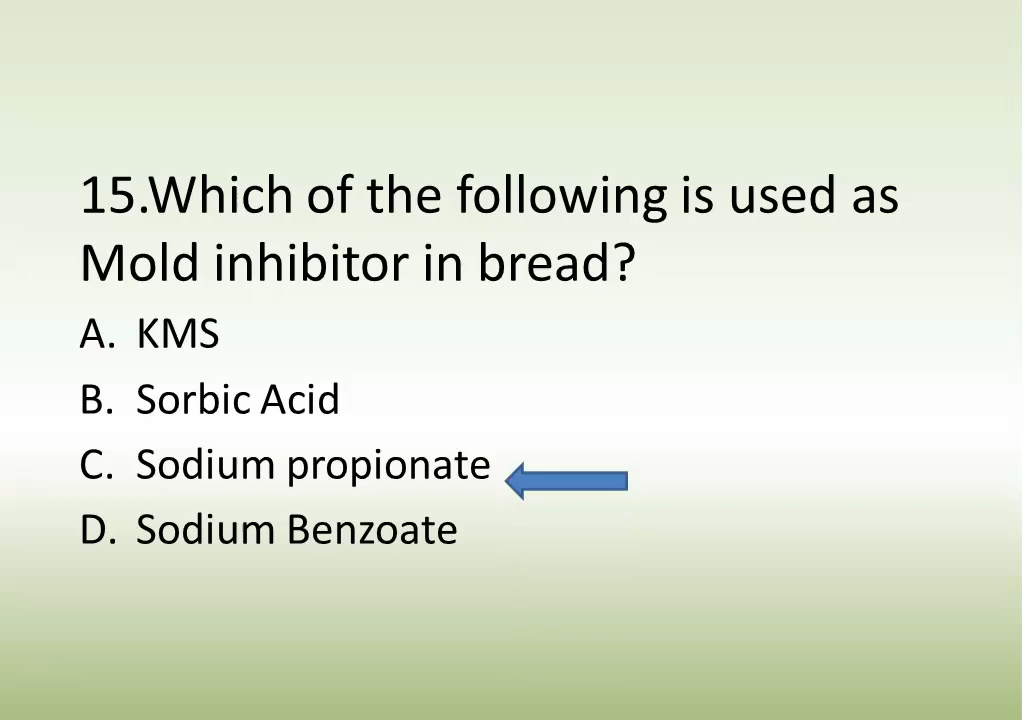 15.Which of the following is used as
Mold inhibitor in bread?
A. KMS
B. Sorbic Acid
C. Sodium propionate
D. Sodium Benzoate